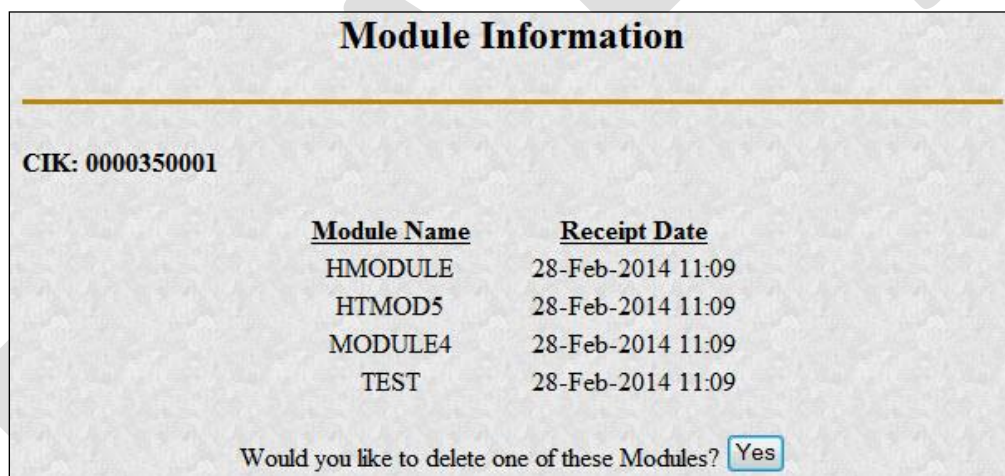 Module Information
CIK: 0000350001
Module Name Receipt Date
HMODULE 28-Feb-2014 11:09
HTMOD5 28-Feb-2014 11:09
MODULE4 28-Feb-2014 11:09
TEST 28-Feb-2014 11:09
Would you like to delete one of these Modules? Yes